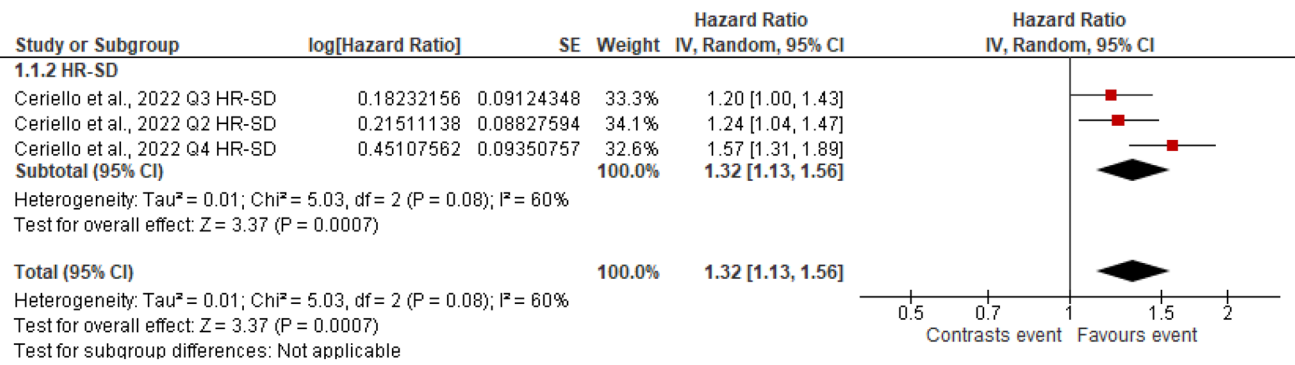 Hazard Ratio Hazard Ratio
Study or Subgroup log[Hazard Ratio] SE Weight IV, Random, 95% CI IV, Random, 95% CI
1.1.2 HR-SD
Ceriello et al., 2022 Q3 HR-SD 0.18232156 0.09124348 33.3% 1.20 [1.00, 1.43]
Ceriello et al., 2022 Q2 HR-SD 0.21511138 0.08827594 34.1% 1.24 [1.04, 1.47]
Ceriello et al., 2022 Q4 HR-SD 0.45107562 0.09350757 32.6% 1.57 [1.31, 1.89]
Subtotal (95% CI) 100.0% 1.32 [1.13, 1.56]
Heterogeneity: Tau² = 0.01; Chi² = 5.03, df = 2 (P = 0.08); I² = 60%
Test for overall effect: Z = 3.37 (P = 0.0007)
Total (95% CI) 100.0% 1.32 [1.13, 1.56]
Heterogeneity: Tau² = 0.01; Chi² = 5.03, df = 2 (P = 0.08); I² = 60%
Test for overall effect: Z = 3.37 (P = 0.0007)
Test for subgroup differences: Not applicable
0.5 0.7 1 1.5 2
Contrasts event Favours event